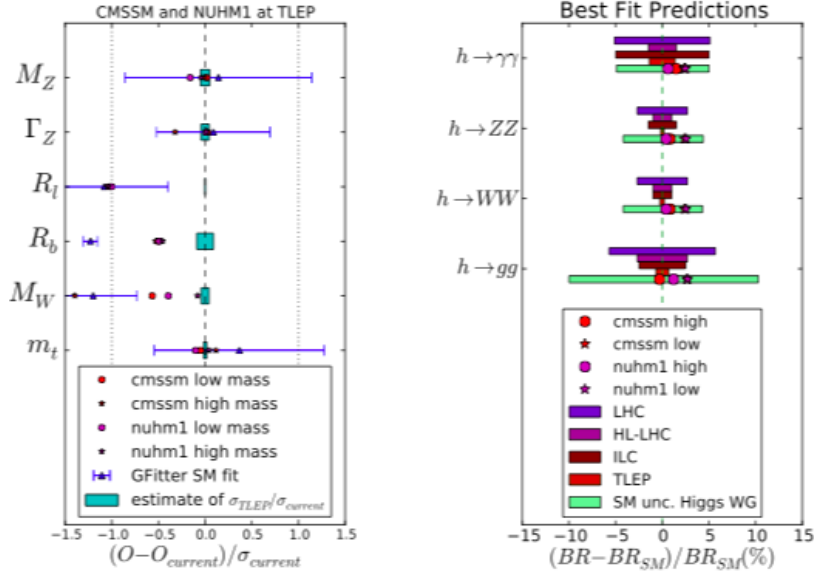 CMSSM and NUHM1 at TLEP
M_Z
Γ_Z
R_l
R_b
M_W
m_t
cmssm low mass
cmssm high mass
nuhm1 low mass
nuhm1 high mass
GFitter SM fit
estimate of σ_TLEP/σ_current
−1.5 −1.0 −0.5 0.0 0.5 1.0 1.5
(O−O_current)/σ_current
Best Fit Predictions
h→γγ
h→ZZ
h→WW
h→gg
cmssm high
cmssm low
nuhm1 high
nuhm1 low
LHC
HL-LHC
ILC
TLEP
SM unc. Higgs WG
−15 −10 −5 0 5 10 15
(BR−BR_SM)/BR_SM(%)